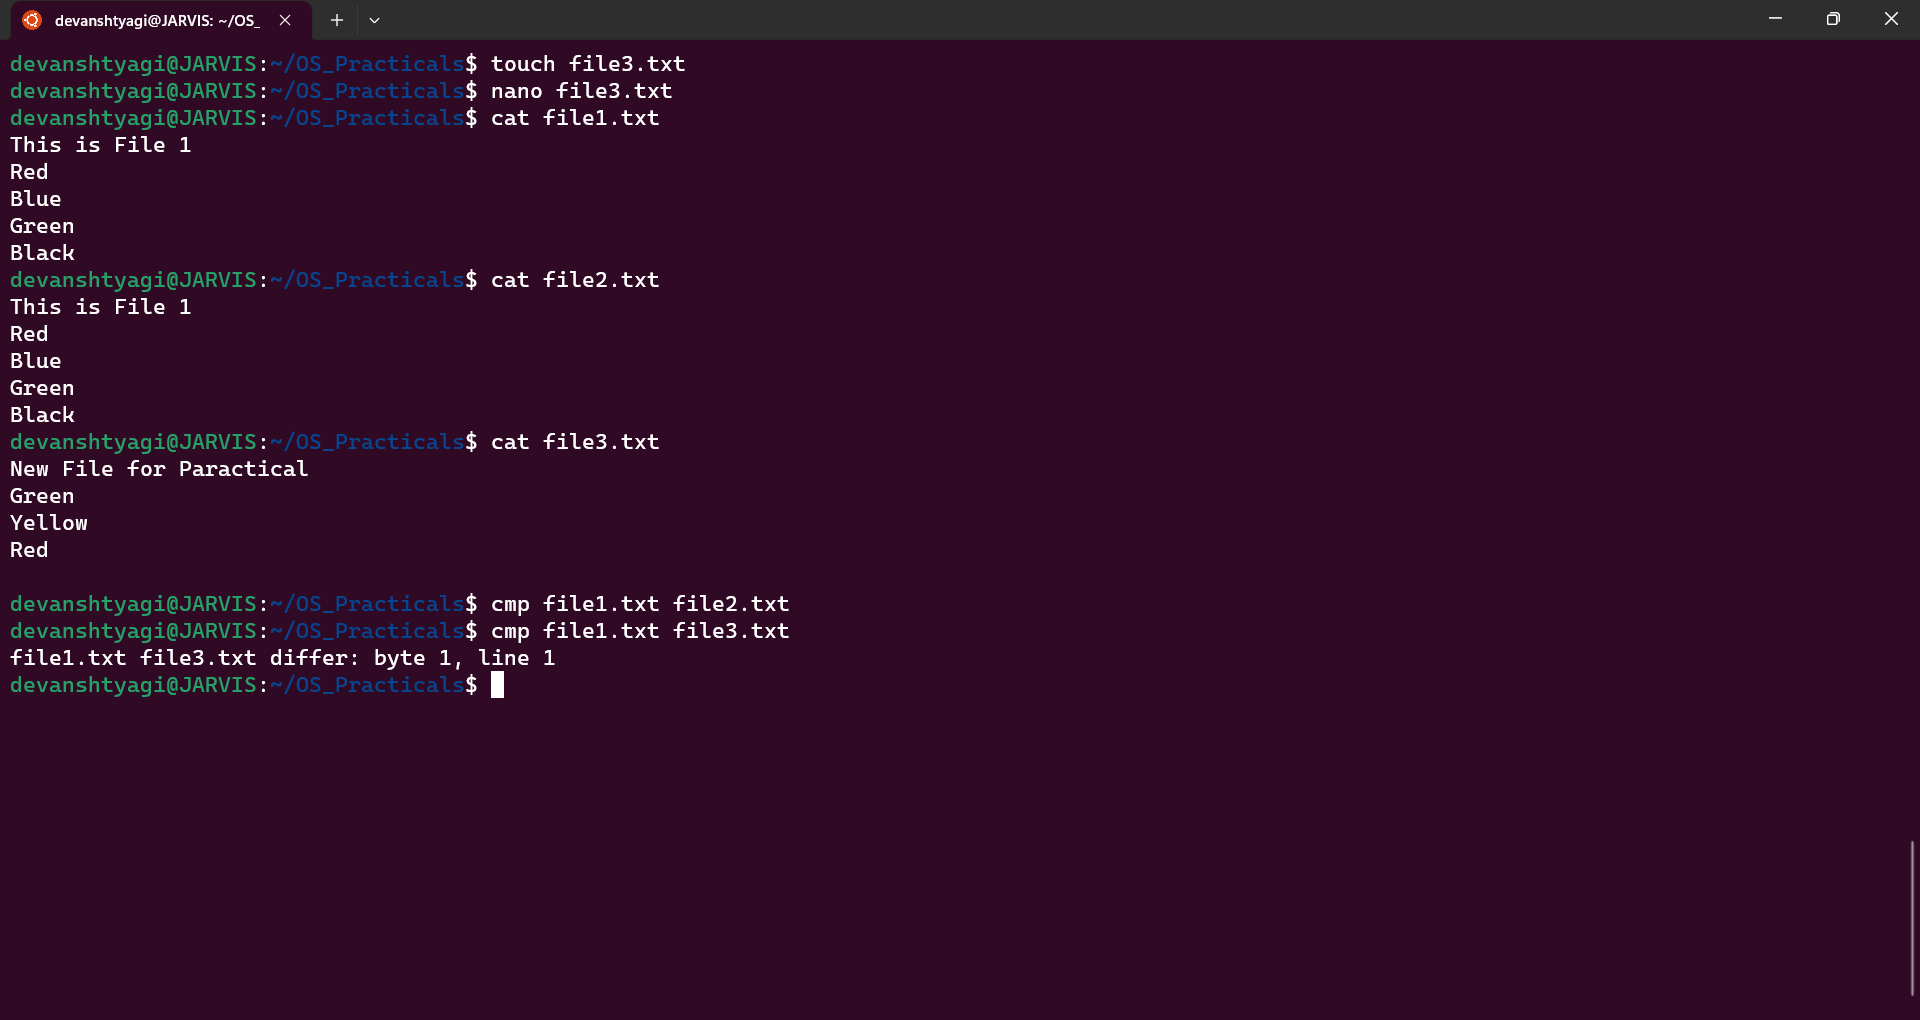 devanshtyagi@JARVIS: ~/OS_
devanshtyagi@JARVIS:~/OS_Practicals$ touch file3.txt
devanshtyagi@JARVIS:~/OS_Practicals$ nano file3.txt
devanshtyagi@JARVIS:~/OS_Practicals$ cat file1.txt
This is File 1
Red
Blue
Green
Black
devanshtyagi@JARVIS:~/OS_Practicals$ cat file2.txt
This is File 1
Red
Blue
Green
Black
devanshtyagi@JARVIS:~/OS_Practicals$ cat file3.txt
New File for Paractical
Green
Yellow
Red
devanshtyagi@JARVIS:~/OS_Practicals$ cmp file1.txt file2.txt
devanshtyagi@JARVIS:~/OS_Practicals$ cmp file1.txt file3.txt
file1.txt file3.txt differ: byte 1, line 1
devanshtyagi@JARVIS:~/OS_Practicals$